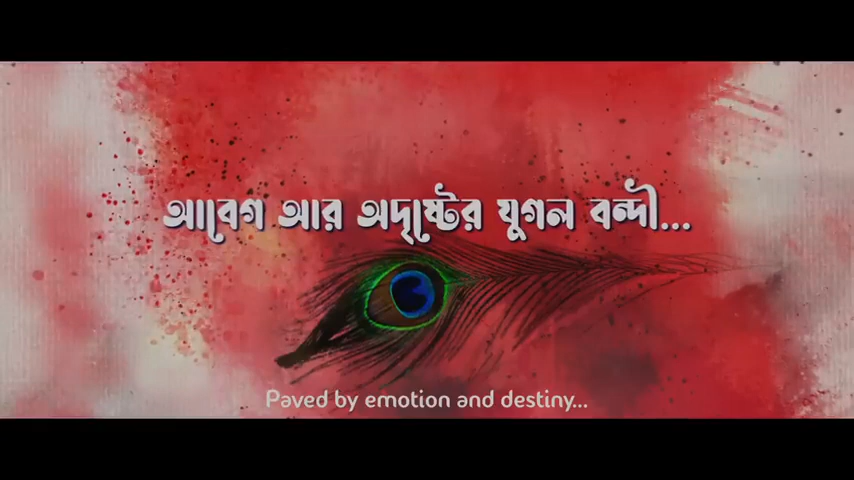 আবেগ আর অদৃষ্টের যুগল বন্দী...
Paved by emotion and destiny...